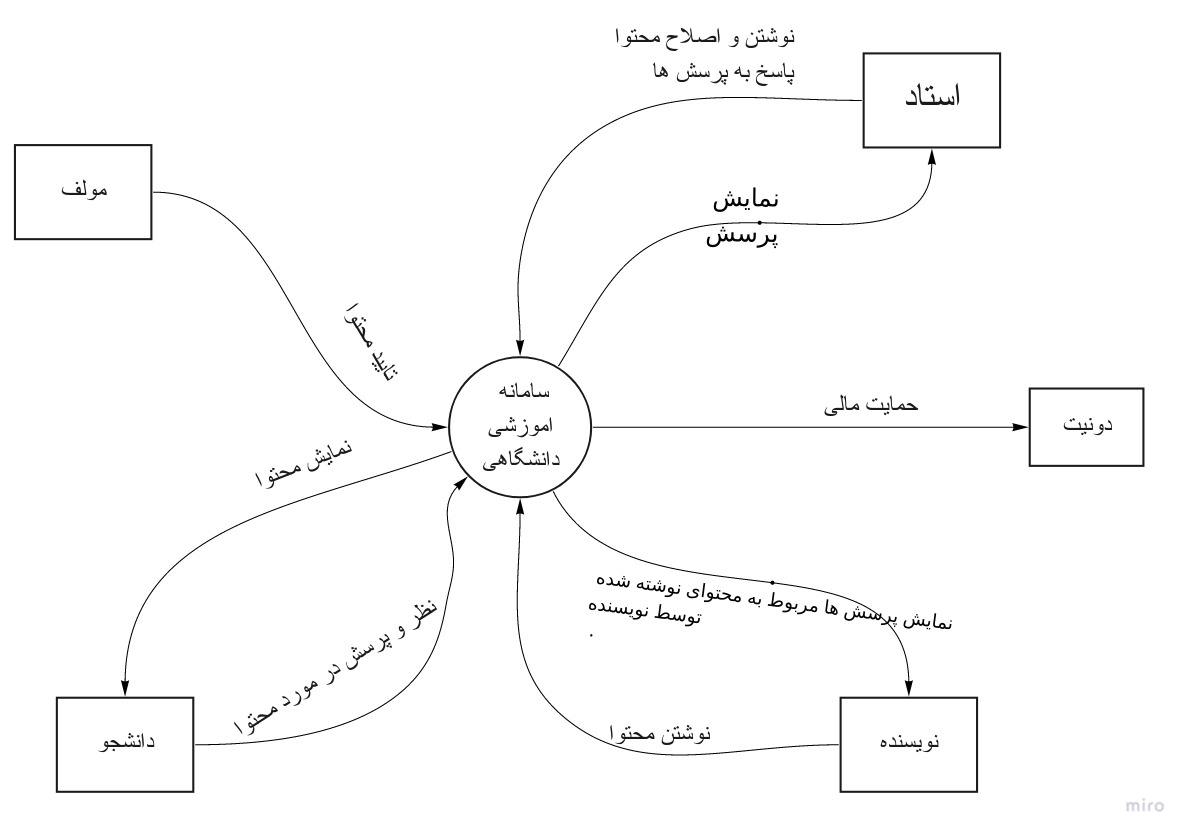 نوشتن و اصلاح محتوا
پاسخ به پرسش ها
استاد
مولف
نمایش
پرسش
تایید محتوا
سامانه
اموزشی
دانشگاهی
حمایت مالی
دونیت
نمایش محتوا
نظر و پرسش در مورد محتوا
نمایش پرسش ها مربوط به محتوای نوشته شده
توسط نویسنده
.
دانشجو
نوشتن محتوا
نویسنده
miro